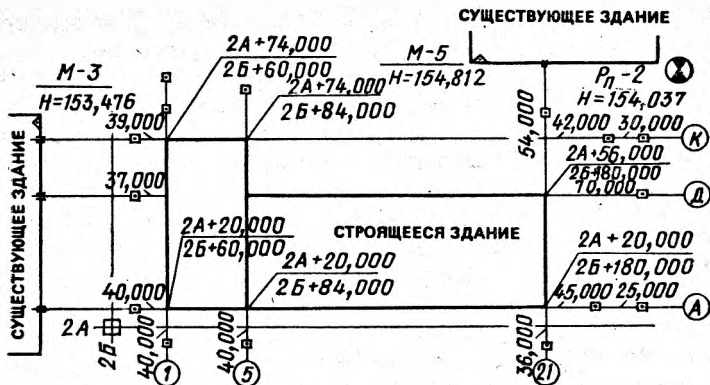 СУЩЕСТВУЮЩЕЕ ЗДАНИЕ
2А+74,000
2Б+60,000
М-5
Н=154,812
М-3
Н=153,476
2А+74,000
2Б+84,000
Рп-2
Н=154,037
39,000
54,000
42,000 30,000
К
37,000
2А+56,000
2Б+180,000
70,000
Д
СУЩЕСТВУЮЩЕЕ ЗДАНИЕ
2А+20,000
2Б+60,000
СТРОЯЩЕЕСЯ ЗДАНИЕ
2А+20,000
2Б+84,000
2А+20,000
2Б+180,000
40,000
45,000 25,000
А
2А
2Б
40,000
40,000
36,000
1
5
21